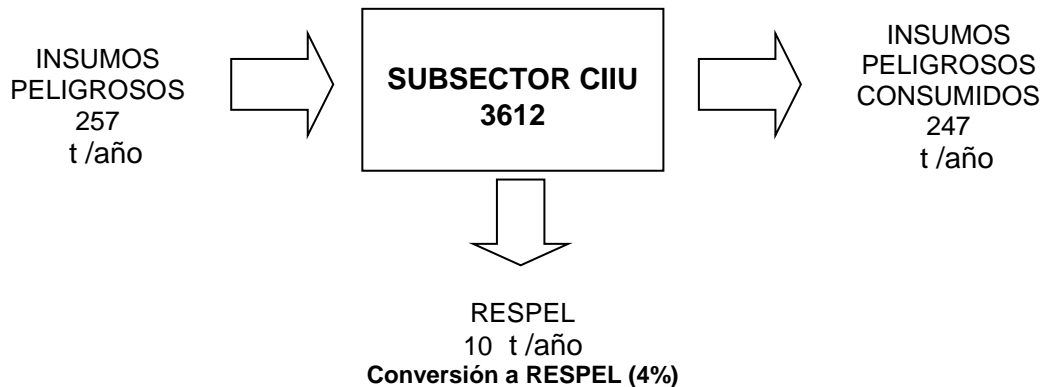 INSUMOS
PELIGROSOS
257
t /año
SUBSECTOR CIIU
3612
INSUMOS
PELIGROSOS
CONSUMIDOS
247
t /año
RESPEL
10 t /año
Conversión a RESPEL (4%)